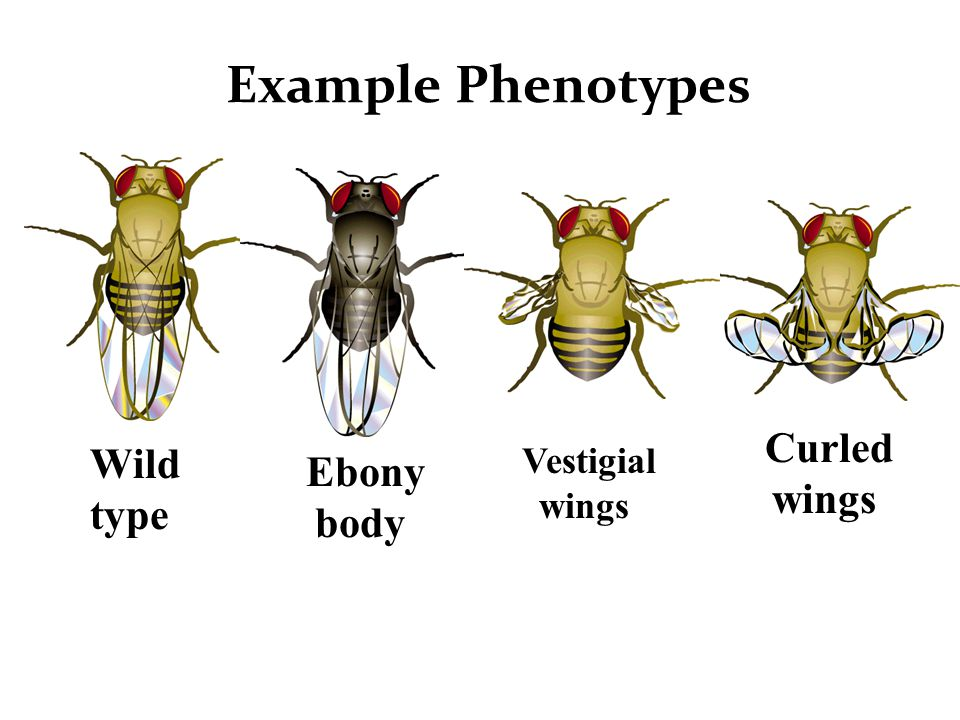 Example Phenotypes
Wild
type
Ebony
body
Vestigial
wings
Curled
wings